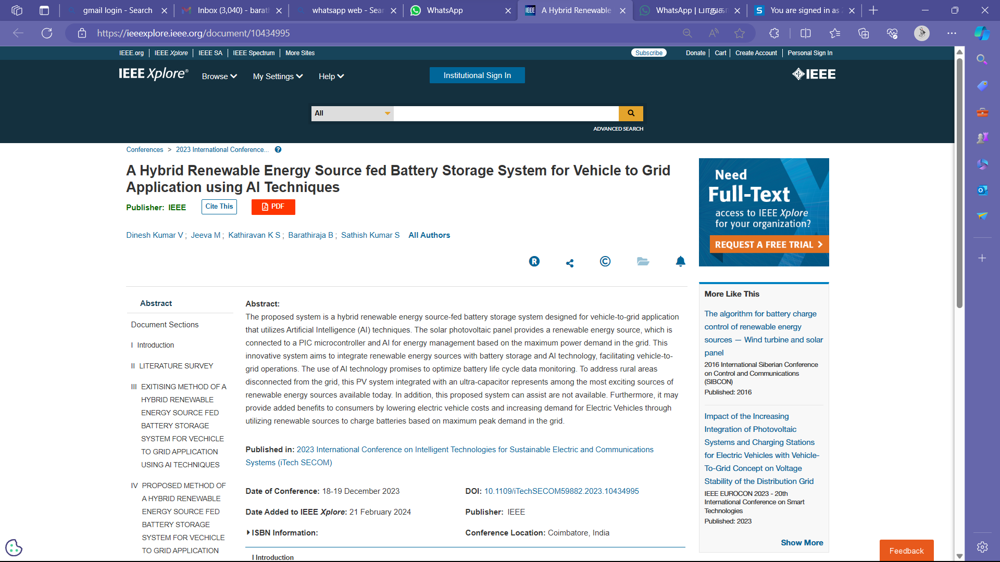 gmail login - Search
Inbox (3,040) - barat
whatsapp web - Sear
WhatsApp
A Hybrid Renewable
WhatsApp | பாதுகா
You are signed in as
https://ieeexplore.ieee.org/document/10434995
IEEE.org | IEEE Xplore | IEEE SA | IEEE Spectrum | More Sites
Subscribe
Donate | Cart | Create Account | Personal Sign In
IEEE Xplore®
Browse
My Settings
Help
Institutional Sign In
IEEE
All
ADVANCED SEARCH
Conferences > 2023 International Conference...
A Hybrid Renewable Energy Source fed Battery Storage System for Vehicle to Grid
Application using AI Techniques
Publisher: IEEE
Cite This
PDF
Dinesh Kumar V ; Jeeva M ; Kathiravan K S ; Barathiraja B ; Sathish Kumar S All Authors
Need
Full-Text
access to IEEE Xplore
for your organization?
REQUEST A FREE TRIAL >
Abstract
Document Sections
I Introduction
II LITERATURE SURVEY
III EXITISING METHOD OF A
HYBRID RENEWABLE
ENERGY SOURCE FED
BATTERY STORAGE
SYSTEM FOR VECHICLE
TO GRID APPLICATION
USING AI TECHNIQUES
IV PROPOSED METHOD OF
A HYBRID RENEWABLE
ENERGY SOURCE FED
BATTERY STORAGE
SYSTEM FOR VECHICLE
TO GRID APPLICATION
Abstract:
The proposed system is a hybrid renewable energy source-fed battery storage system designed for vehicle-to-grid application
that utilizes Artificial Intelligence (AI) techniques. The solar photovoltaic panel provides a renewable energy source, which is
connected to a PIC microcontroller and AI for energy management based on the maximum power demand in the grid. This
innovative system aims to integrate renewable energy sources with battery storage and AI technology, facilitating vehicle-to-
grid operations. The use of AI technology promises to optimize battery life cycle data monitoring. To address rural areas
disconnected from the grid, this PV system integrated with an ultra-capacitor represents among the most exciting sources of
renewable energy sources available today. In addition, this proposed system can assist are not available. Furthermore, it may
provide added benefits to consumers by lowering electric vehicle costs and increasing demand for Electric Vehicles through
utilizing renewable sources to charge batteries based on maximum peak demand in the grid.
Published in: 2023 International Conference on Intelligent Technologies for Sustainable Electric and Communications
Systems (iTech SECOM)
Date of Conference: 18-19 December 2023
DOI: 10.1109/iTechSECOM59882.2023.10434995
Date Added to IEEE Xplore: 21 February 2024
Publisher: IEEE
ISBN Information:
Conference Location: Coimbatore, India
I Introduction
More Like This
The algorithm for battery charge
control of renewable energy
sources — Wind turbine and solar
panel
2016 International Siberian Conference
on Control and Communications
(SIBCON)
Published: 2016
Impact of the Increasing
Integration of Photovoltaic
Systems and Charging Stations
for Electric Vehicles with Vehicle-
To-Grid Concept on Voltage
Stability of the Distribution Grid
IEEE EUROCON 2023 - 20th
International Conference on Smart
Technologies
Published: 2023
Show More
Feedback